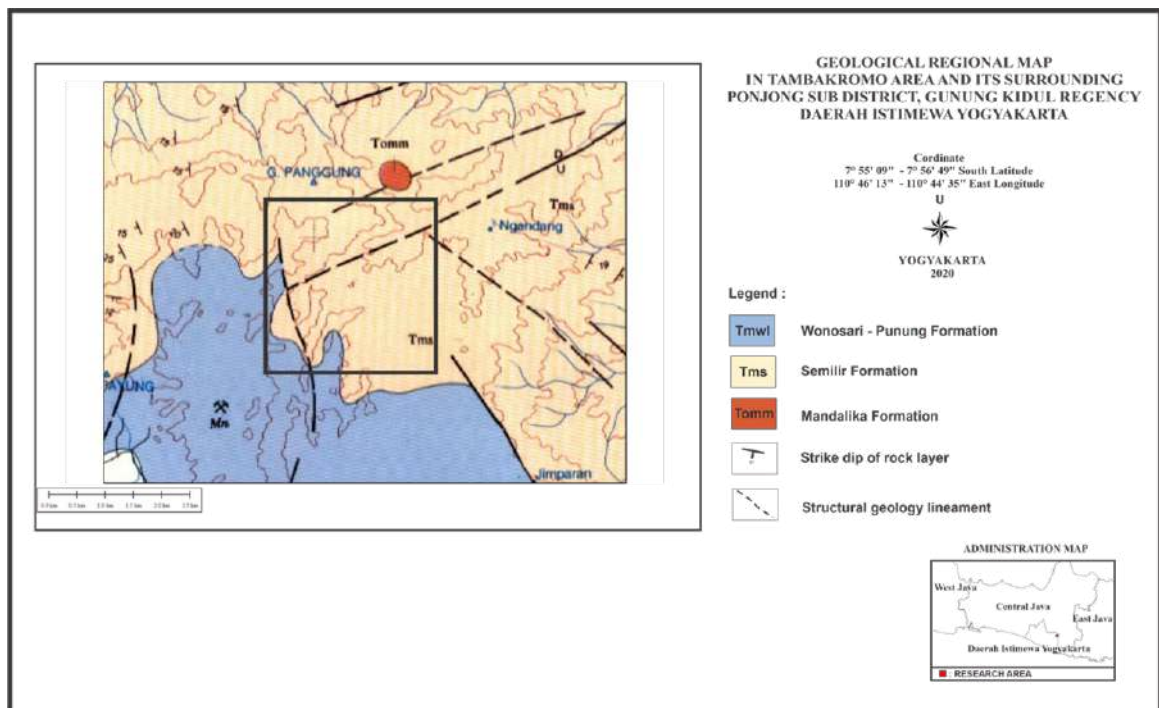 GEOLOGICAL REGIONAL MAP
IN TAMBAKROMO AREA AND ITS SURROUNDING
PONJONG SUB DISTRICT, GUNUNG KIDUL REGENCY
DAERAH ISTIMEWA YOGYAKARTA
Cordinate
7° 55' 09" - 7° 56' 49" South Latitude
110° 46' 13" - 110° 44' 35" East Longitude
U
YOGYAKARTA
2020
Legend :
Tmwl Wonosari - Punung Formation
Tms Semilir Formation
Tomm Mandalika Formation
Strike dip of rock layer
Structural geology lineament
ADMINISTRATION MAP
West Java
Central Java
East Java
Daerah Istimewa Yogyakarta
: RESEARCH AREA
Tomm
G. PANGGUNG
D
U
Tms
Ngandang
Tms
AYUNG
Mn
Jimparan